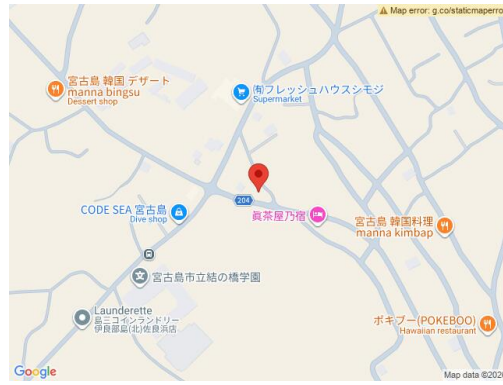 Map error: g.co/staticmaperro
宮古島 韓国 デザート
manna bingsu
Dessert shop
㈲フレッシュハウスシモジ
Supermarket
204
CODE SEA 宮古島
Dive shop
眞茶屋乃宿
宮古島 韓国料理
manna kimbap
宮古島市立結の橋学園
Launderette
島三コインランドリー
伊良部島(北)佐良浜店
ポキブー(POKEBOO)
Hawaiian restaurant
Google
Map data ©202